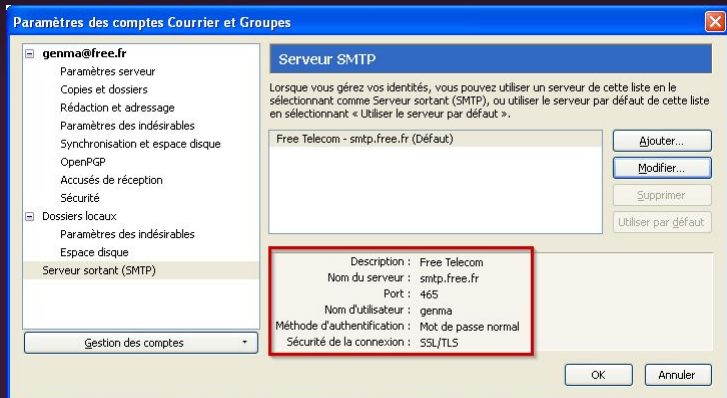 Paramètres des comptes Courrier et Groupes
genma@free.fr
Paramètres serveur
Copies et dossiers
Rédaction et adressage
Paramètres des indésirables
Synchronisation et espace disque
OpenPGP
Accusés de réception
Sécurité
Dossiers locaux
Paramètres des indésirables
Espace disque
Serveur sortant (SMTP)
Gestion des comptes
Serveur SMTP
Lorsque vous gérez vos identités, vous pouvez utiliser un serveur de cette liste en le
sélectionnant comme Serveur sortant (SMTP), ou utiliser le serveur par défaut de cette liste
en sélectionnant « Utiliser le serveur par défaut ».
Free Telecom - smtp.free.fr (Défaut)
Ajouter...
Modifier...
Supprimer
Utiliser par défaut
Description : Free Telecom
Nom du serveur : smtp.free.fr
Port : 465
Nom d'utilisateur : genma
Méthode d'authentification : Mot de passe normal
Sécurité de la connexion : SSL/TLS
OK
Annuler